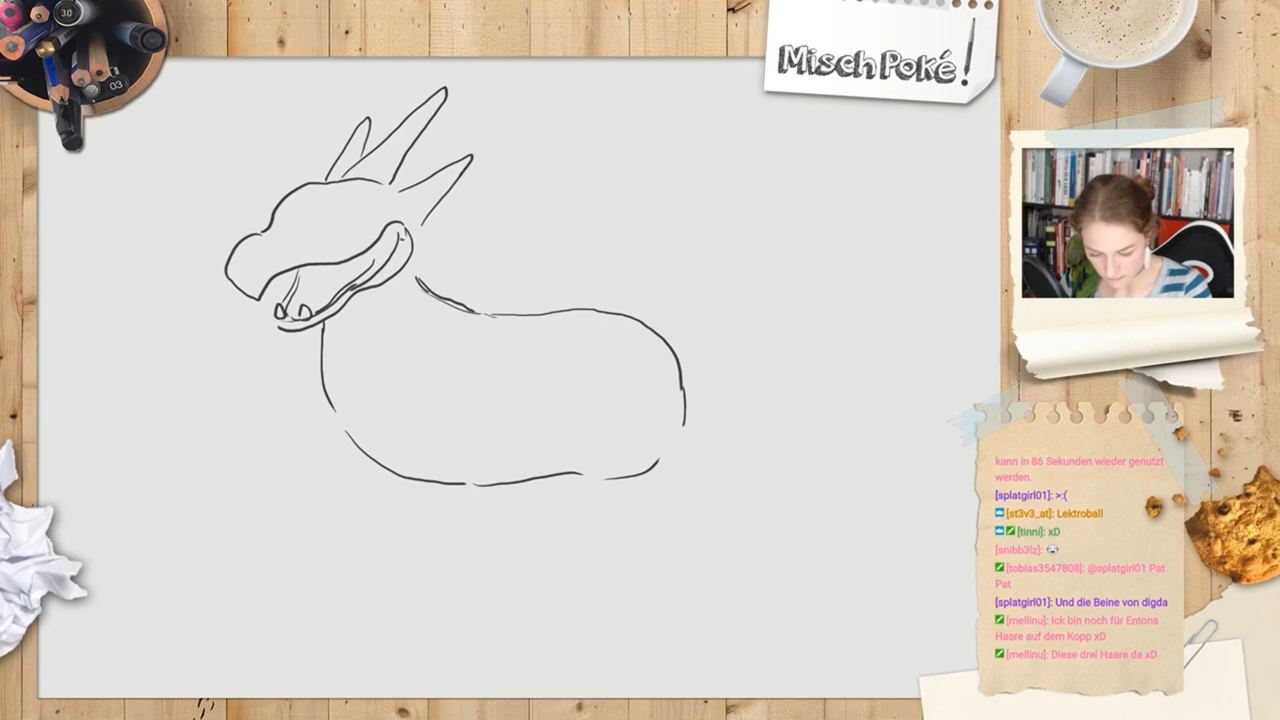 30
03
Misch Poké!
kann in 86 Sekunden wieder genutzt
werden.
[splatgirl01]: >:(
[st3v3_at]: Lektroball
[tinni]: xD
[snibb3lz]:
[tobias3547808]: @splatgirl01 Pat
Pat
[splatgirl01]: Und die Beine von digda
[mellinu]: Ick bin noch für Entons
Haare auf dem Kopp xD
[mellinu]: Diese drei Haare da xD